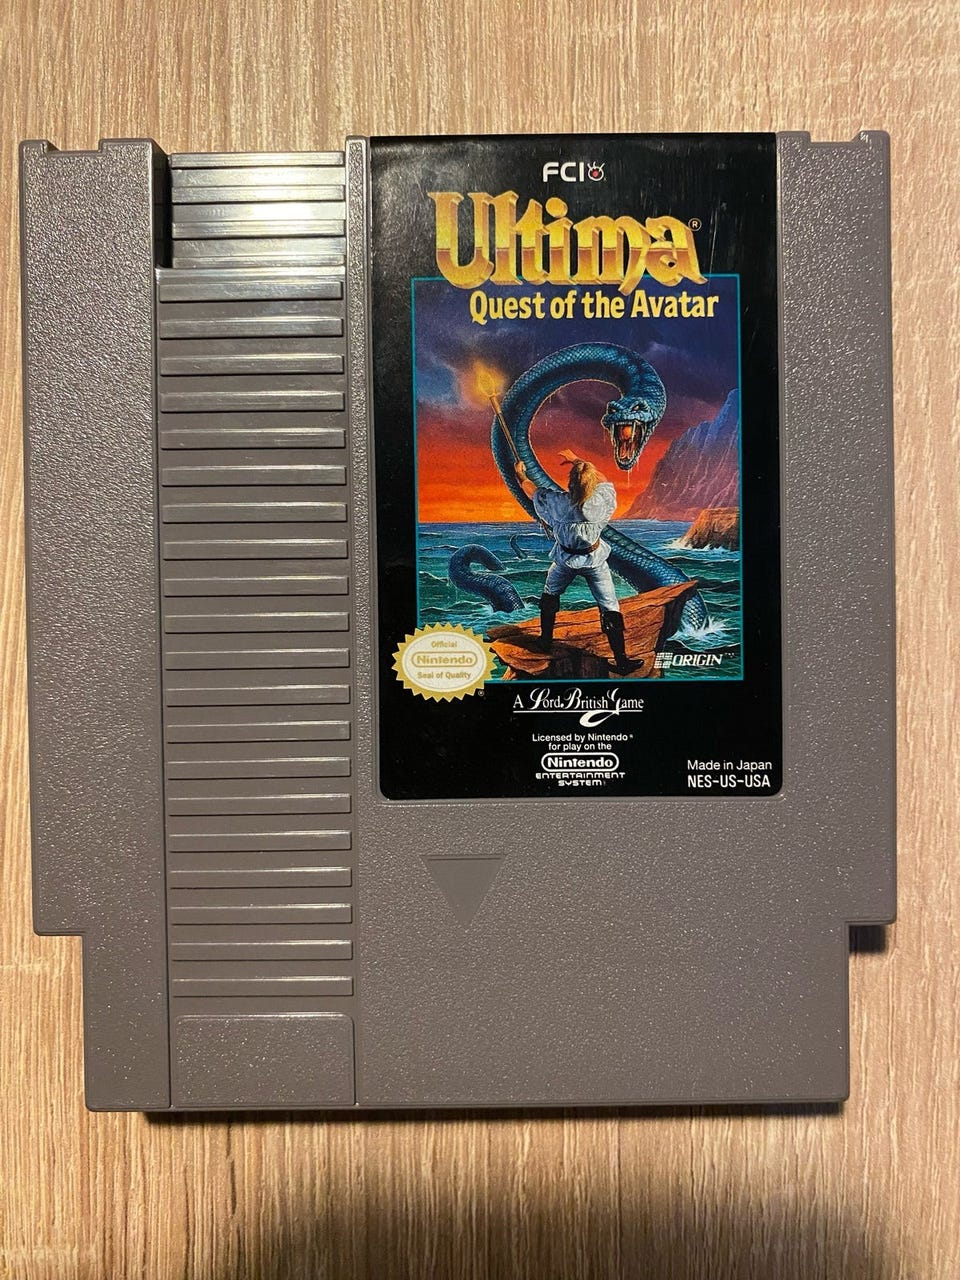 FCI
Ultima®
Quest of the Avatar
ORIGIN™
Official
Nintendo
Seal of Quality
®
A Lord British Game
Licensed by Nintendo®
for play on the
Nintendo
ENTERTAINMENT
SYSTEM®
Made in Japan
NES-US-USA